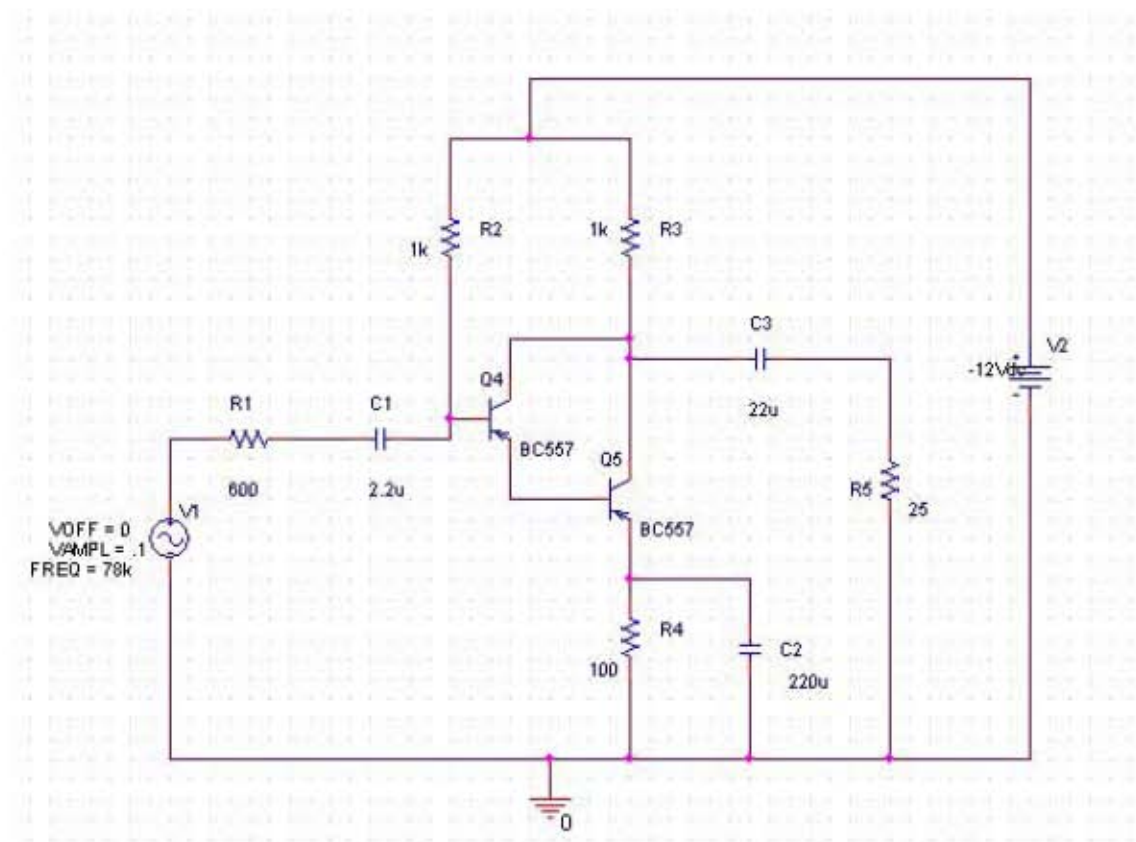 R2
1k
1k
R3
C3
22u
V2
-12Vdc
Q4
BC557
R1
600
C1
2.2u
Q5
BC557
R5
25
V1
VOFF = 0
VAMPL = .1
FREQ = 78k
R4
100
C2
220u
0